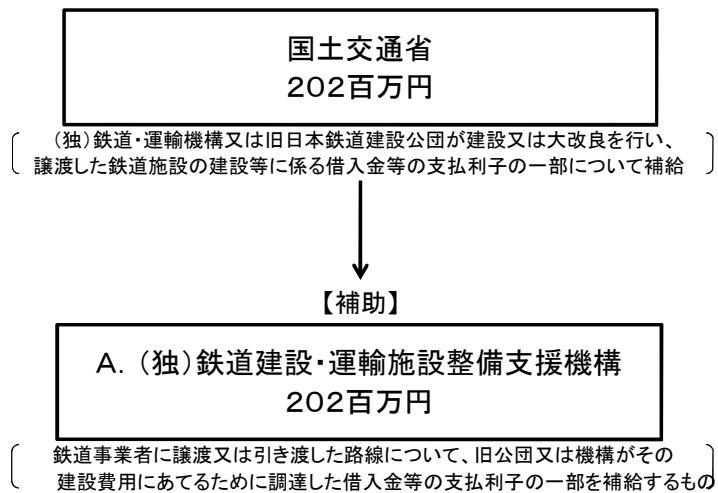 国土交通省
202百万円
(独)鉄道・運輸機構又は旧日本鉄道建設公団が建設又は大改良を行い、
譲渡した鉄道施設の建設等に係る借入金等の支払利子の一部について補給
【補助】
A.(独)鉄道建設・運輸施設整備支援機構
202百万円
鉄道事業者に譲渡又は引き渡した路線について、旧公団又は機構がその
建設費用にあてるために調達した借入金等の支払利子の一部を補給するもの